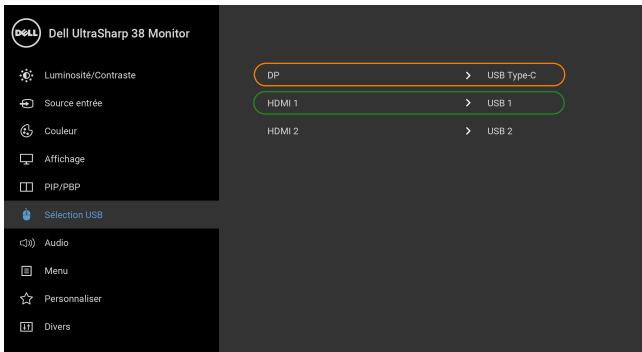 DELL Dell UltraSharp 38 Monitor
Luminosité/Contraste
Source entrée
Couleur
Affichage
PIP/PBP
Sélection USB
Audio
Menu
Personnaliser
Divers
DP > USB Type-C
HDMI 1 > USB 1
HDMI 2 > USB 2